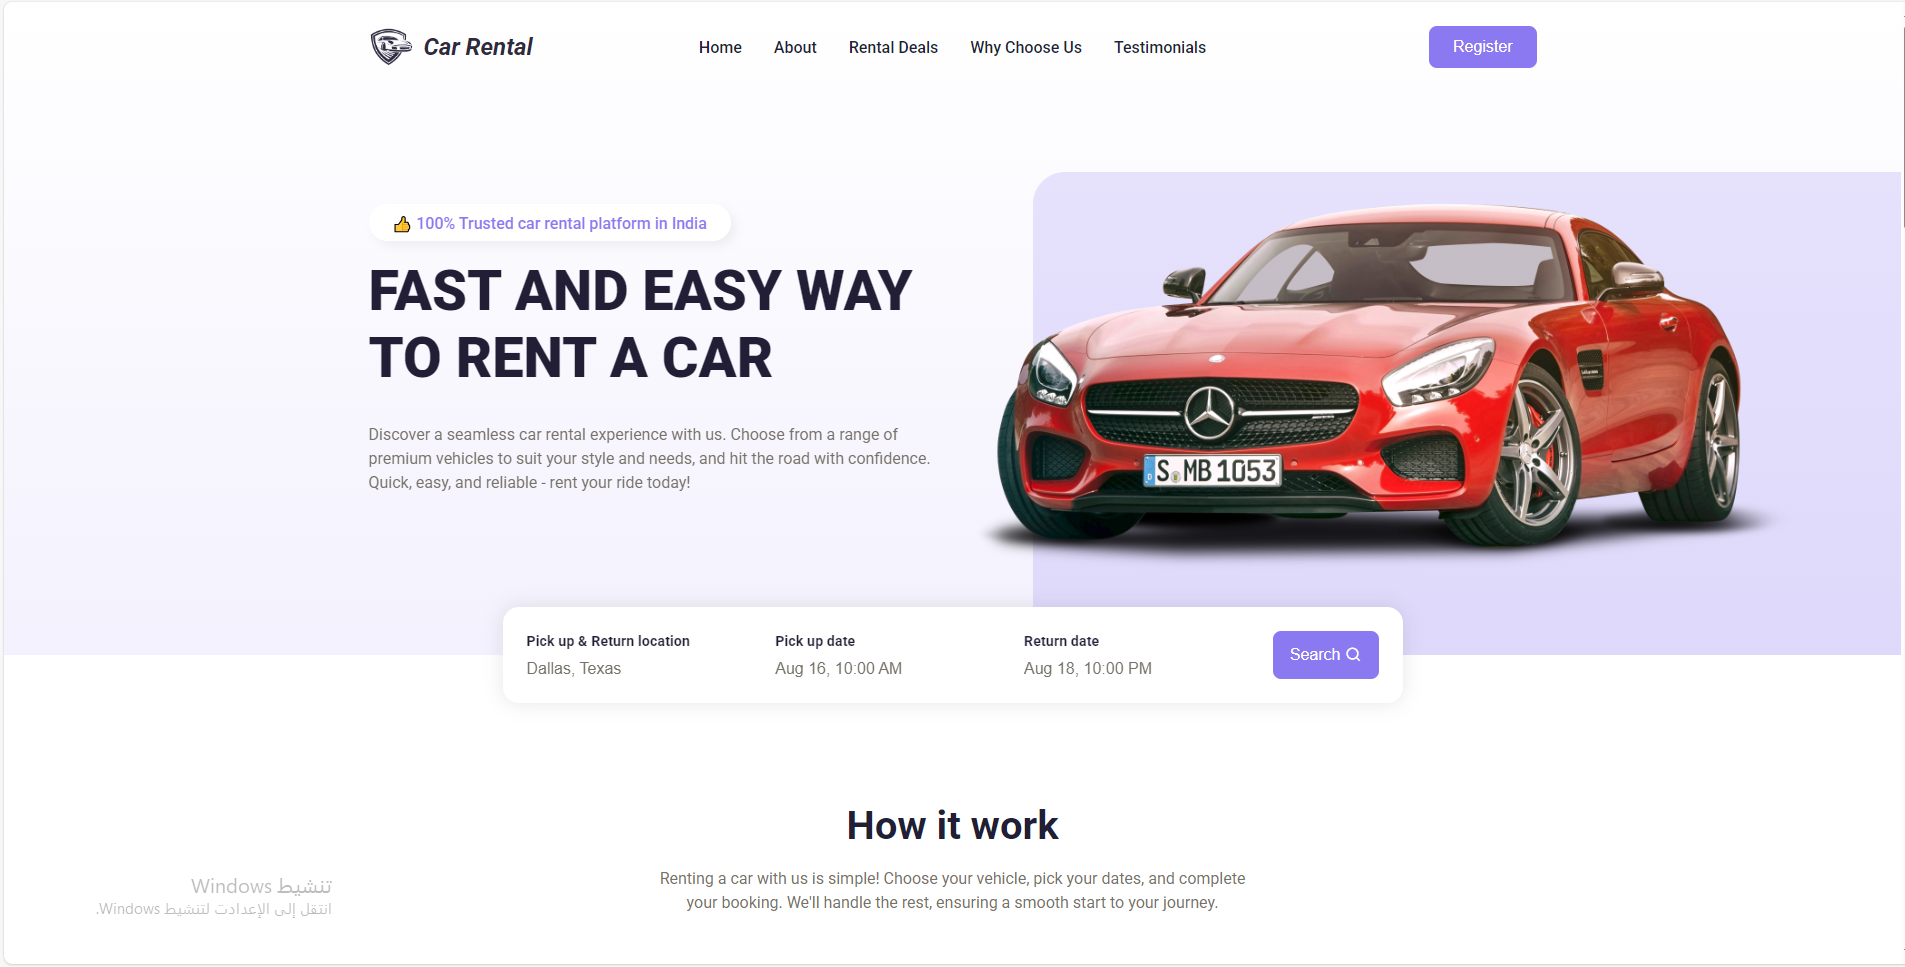 Car Rental
Home
About
Rental Deals
Why Choose Us
Testimonials
Register
👍 100% Trusted car rental platform in India
FAST AND EASY WAY
TO RENT A CAR
Discover a seamless car rental experience with us. Choose from a range of
premium vehicles to suit your style and needs, and hit the road with confidence.
Quick, easy, and reliable - rent your ride today!
S MB 1053
Pick up & Return location
Dallas, Texas
Pick up date
Aug 16, 10:00 AM
Return date
Aug 18, 10:00 PM
Search
How it work
Renting a car with us is simple! Choose your vehicle, pick your dates, and complete
your booking. We'll handle the rest, ensuring a smooth start to your journey.
تنشيط Windows
انتقل إلى الإعدادت لتنشيط Windows.